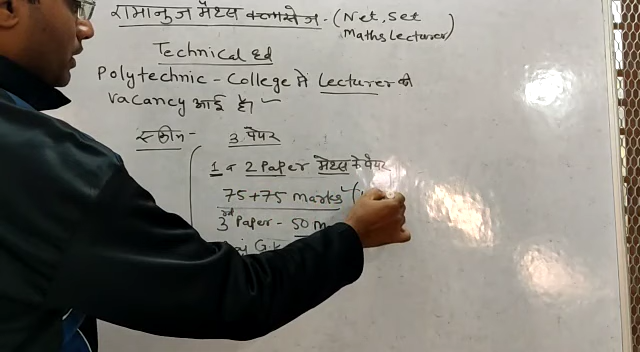 रामानुज मैथ्स क्लासेज - (Net, Set
Maths Lecturer)
Technical Ed
Polytechnic - College मे Lecturer की
vacancy आई है।
स्कीम - 3 पेपर
1 व 2 Paper मैथ्स के पेपर
75+75 marks
3rd Paper - 50
Raj G.K